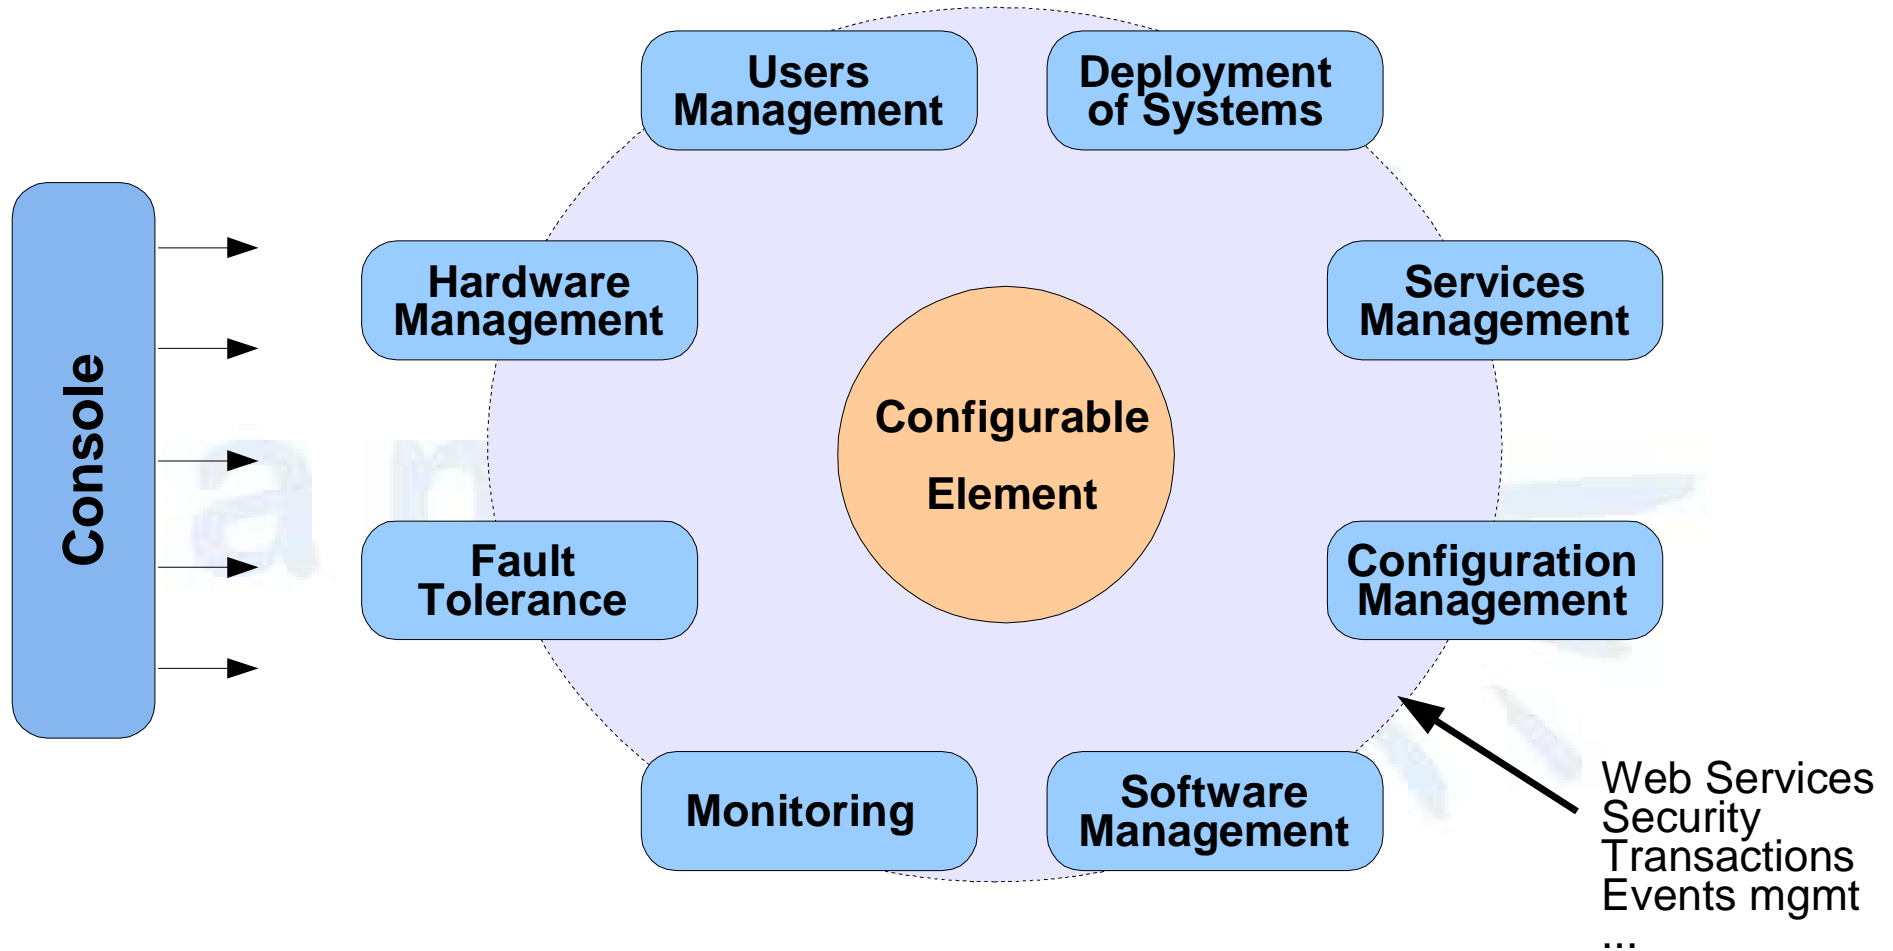 Users
Management
Deployment
of Systems
Hardware
Management
Services
Management
Console
Configurable
Element
Fault
Tolerance
Configuration
Management
Monitoring
Software
Management
Web Services
Security
Transactions
Events mgmt
...